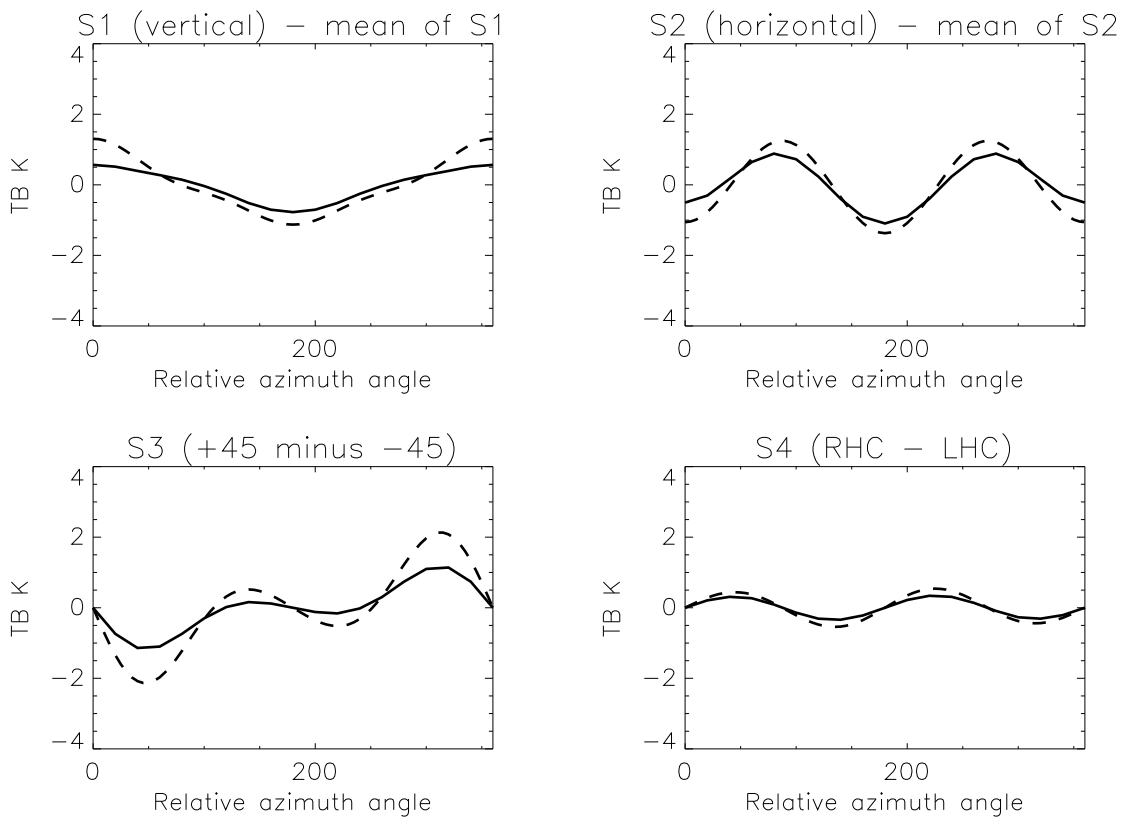 S1 (vertical) − mean of S1
4
2
0
−2
−4
TB K
0
200
Relative azimuth angle
S2 (horizontal) − mean of S2
4
2
0
−2
−4
TB K
0
200
Relative azimuth angle
S3 (+45 minus −45)
4
2
0
−2
−4
TB K
0
200
Relative azimuth angle
S4 (RHC − LHC)
4
2
0
−2
−4
TB K
0
200
Relative azimuth angle